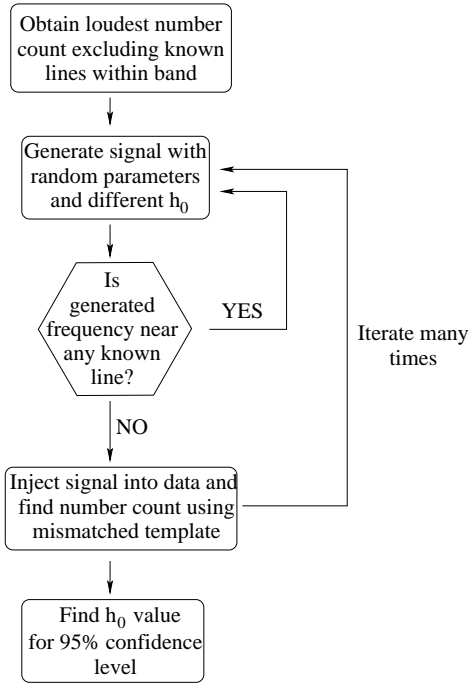 Obtain loudest number
count excluding known
lines within band
Generate signal with
random parameters
and different h₀
Is
generated
frequency near
any known
line?
YES
Iterate many
times
NO
Inject signal into data and
find number count using
mismatched template
Find h₀ value
for 95% confidence
level